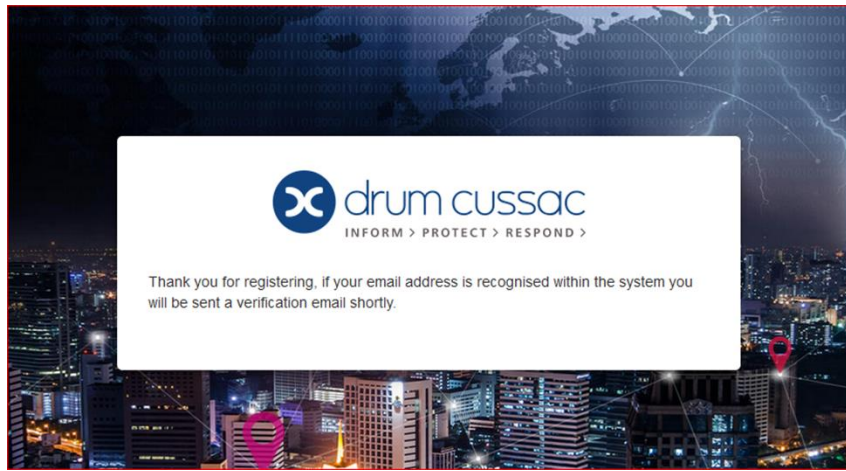 drum cussac
INFORM > PROTECT > RESPOND >
Thank you for registering, if your email address is recognised within the system you
will be sent a verification email shortly.